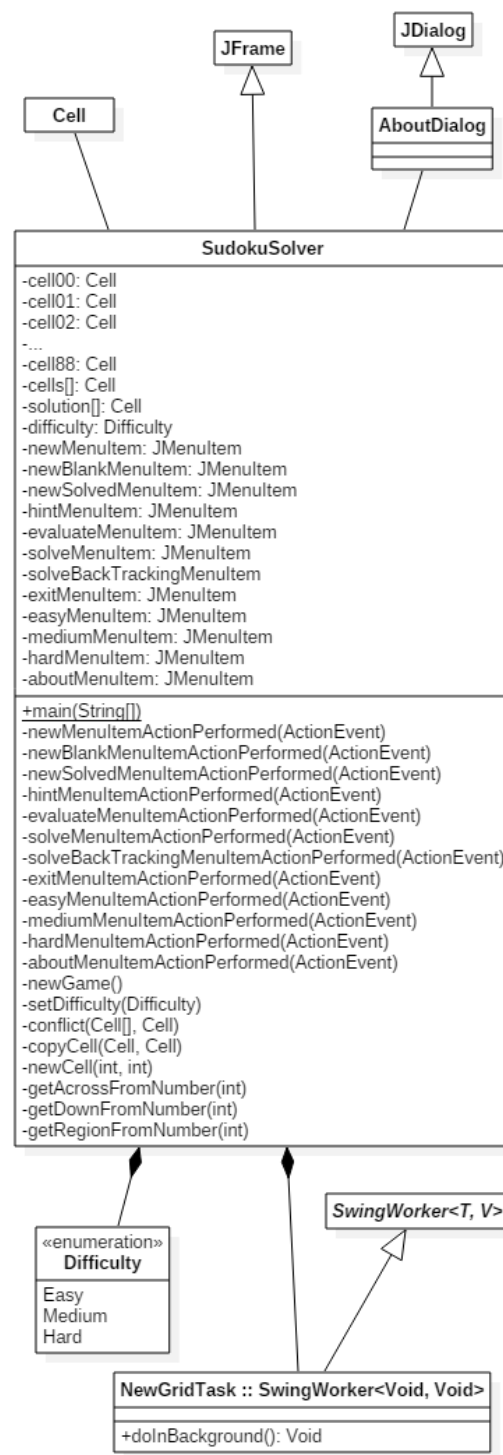 JDialog
JFrame
Cell
AboutDialog
SudokuSolver
-cell00: Cell
-cell01: Cell
-cell02: Cell
-...
-cell88: Cell
-cells[]: Cell
-solution[]: Cell
-difficulty: Difficulty
-newMenuItem: JMenuItem
-newBlankMenuItem: JMenuItem
-newSolvedMenuItem: JMenuItem
-hintMenuItem: JMenuItem
-evaluateMenuItem: JMenuItem
-solveMenuItem: JMenuItem
-solveBackTrackingMenuItem
-exitMenuItem: JMenuItem
-easyMenuItem: JMenuItem
-mediumMenuItem: JMenuItem
-hardMenuItem: JMenuItem
-aboutMenuItem: JMenuItem
+main(String[])
-newMenuItemActionPerformed(ActionEvent)
-newBlankMenuItemActionPerformed(ActionEvent)
-newSolvedMenuItemActionPerformed(ActionEvent)
-hintMenuItemActionPerformed(ActionEvent)
-evaluateMenuItemActionPerformed(ActionEvent)
-solveMenuItemActionPerformed(ActionEvent)
-solveBackTrackingMenuItemActionPerformed(ActionEvent)
-exitMenuItemActionPerformed(ActionEvent)
-easyMenuItemActionPerformed(ActionEvent)
-mediumMenuItemActionPerformed(ActionEvent)
-hardMenuItemActionPerformed(ActionEvent)
-aboutMenuItemActionPerformed(ActionEvent)
-newGame()
-setDifficulty(Difficulty)
-conflict(Cell[], Cell)
-copyCell(Cell, Cell)
-newCell(int, int)
-getAcrossFromNumber(int)
-getDownFromNumber(int)
-getRegionFromNumber(int)
SwingWorker<T, V>
«enumeration»
Difficulty
Easy
Medium
Hard
NewGridTask :: SwingWorker<Void, Void>
+doInBackground(): Void